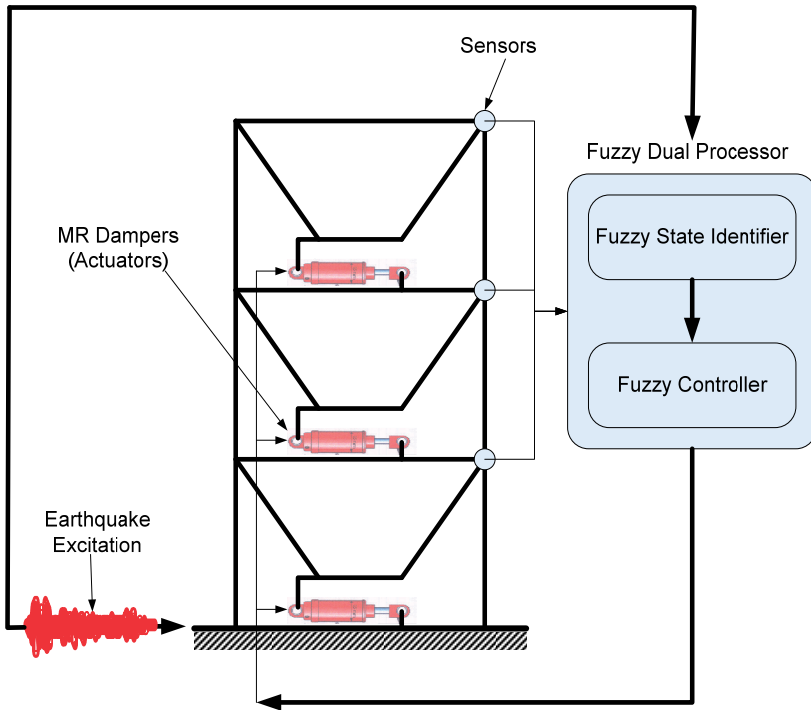 Sensors
Fuzzy Dual Processor
Fuzzy State Identifier
MR Dampers
(Actuators)
Fuzzy Controller
Earthquake
Excitation